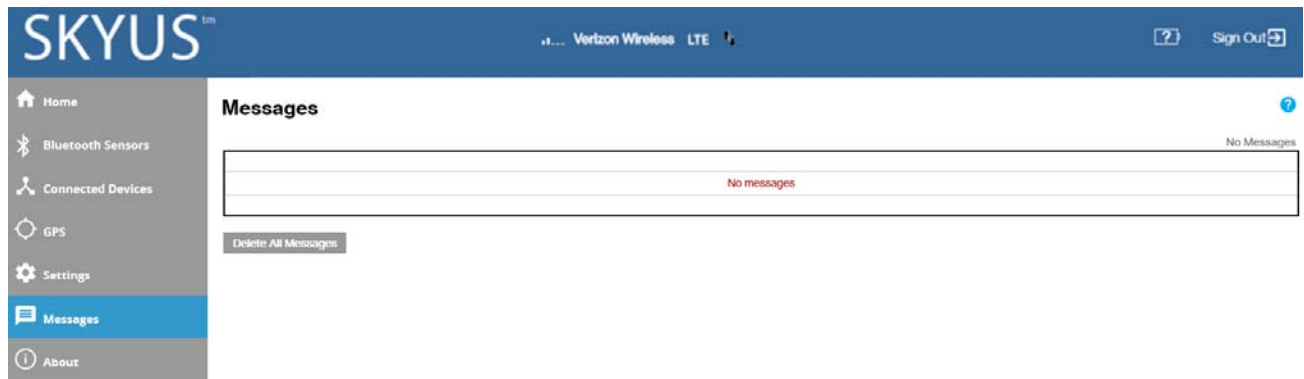 SKYUS tm
Verizon Wireless LTE
? Sign Out
Home
Bluetooth Sensors
Connected Devices
GPS
Settings
Messages
About
Messages
?
No Messages
No messages
Delete All Messages